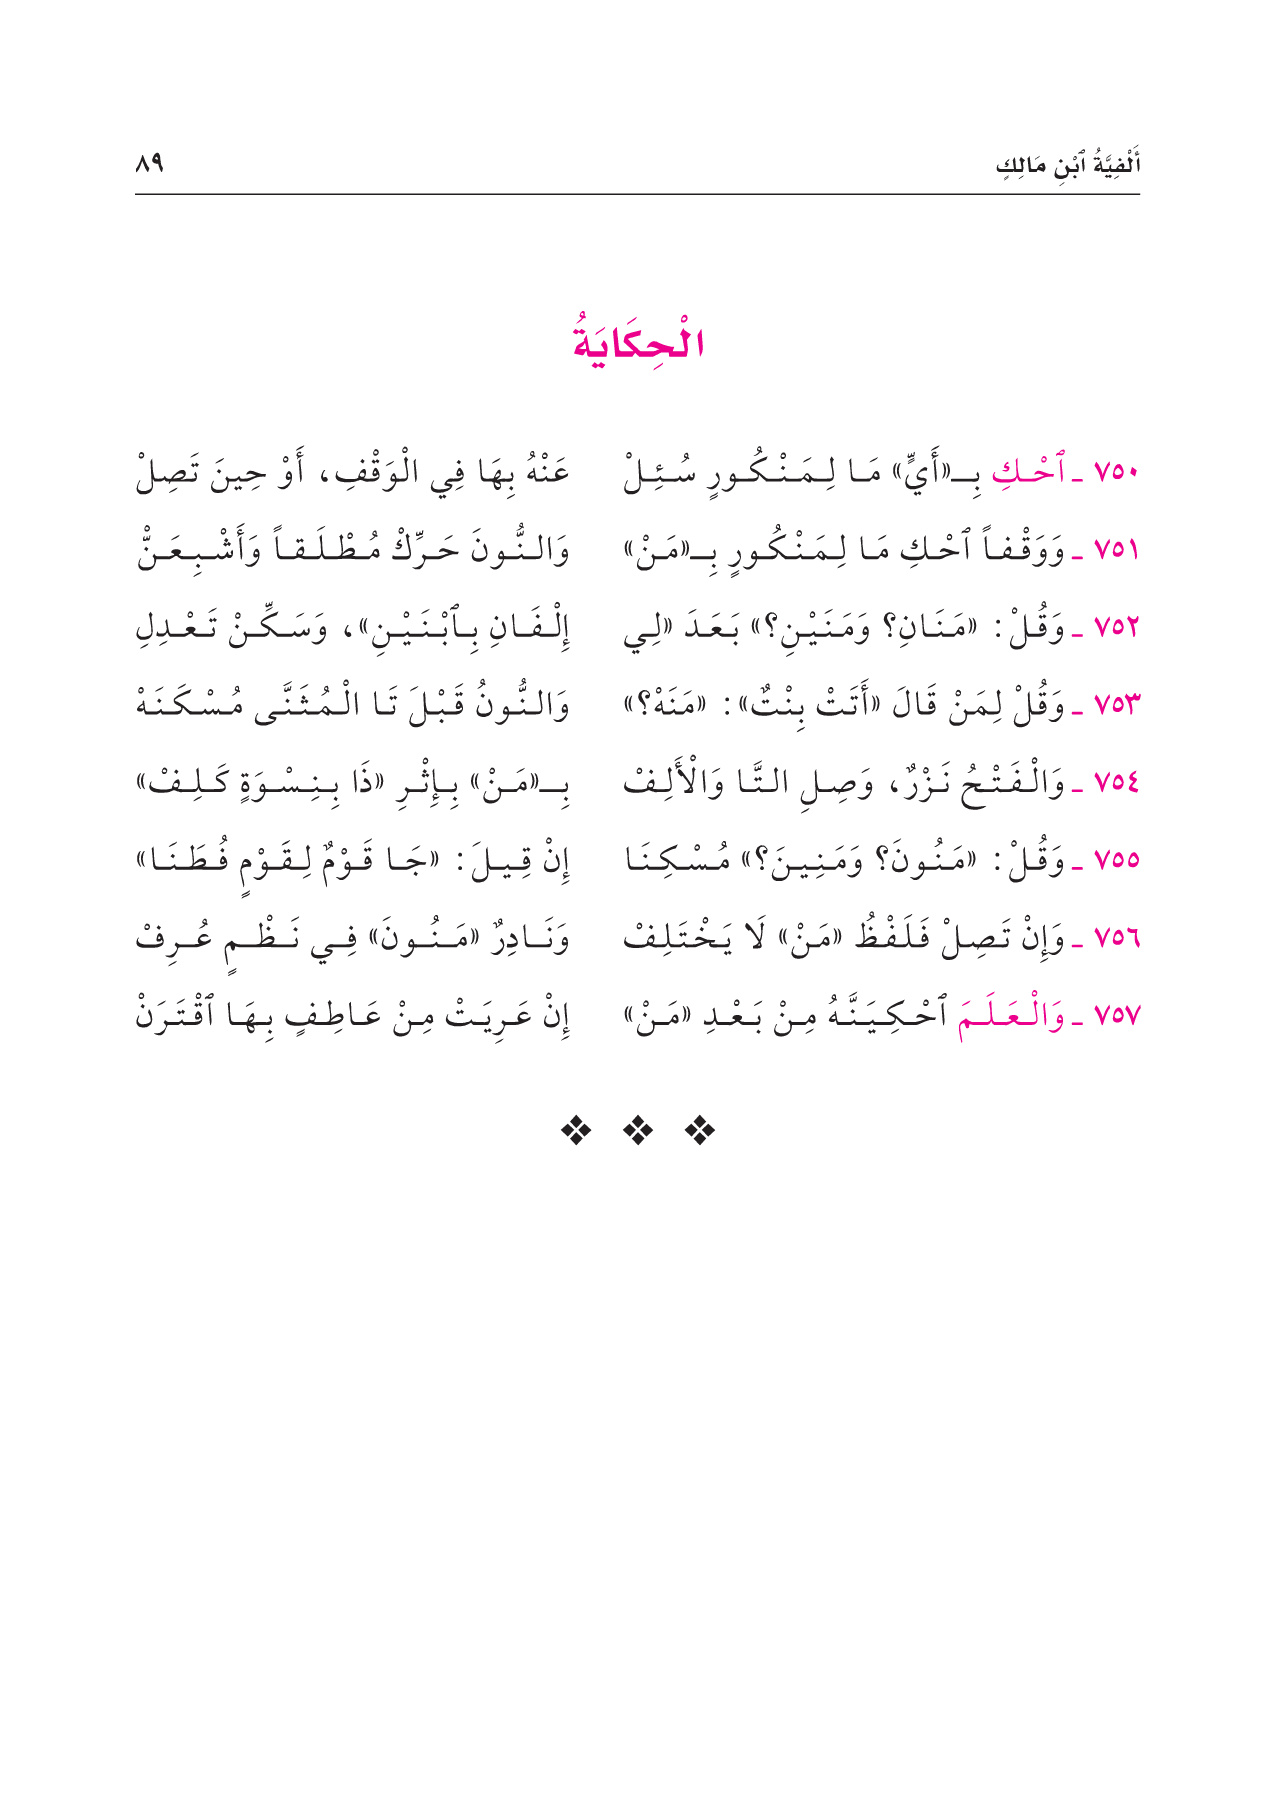 أَلْفِيَّةُ ٱبْنِ مَالِكٍ ٨٩
الْحِكَايَةُ
٧٥٠ ـ ٱحْكِ بِـ«أَيٍّ» مَا لِمَنْكُورٍ سُئِلْ عَنْهُ بِهَا فِي الْوَقْفِ، أَوْ حِينَ تَصِلْ
٧٥١ ـ وَوَقْفاً ٱحْكِ مَا لِمَنْكُورٍ بِـ«مَنْ» وَالنُّونَ حَرِّكْ مُطْلَقاً وَأَشْبِعَنْ
٧٥٢ ـ وَقُلْ: «مَنَانِ؟ وَمَنَيْنِ؟» بَعَدَ «لِي إِلْفَانِ بِٱبْنَيْنِ»، وَسَكِّنْ تَعْدِلِ
٧٥٣ ـ وَقُلْ لِمَنْ قَالَ «أَتَتْ بِنْتٌ»: «مَنَهْ؟» وَالنُّونُ قَبْلَ تَا الْمُثَنَّى مُسْكَنَهْ
٧٥٤ ـ وَالْفَتْحُ نَزْرٌ، وَصِلِ التَّا وَالْأَلِفْ بِـ«مَنْ» بِإِثْرِ «ذَا بِنِسْوَةٍ كَلِفْ»
٧٥٥ ـ وَقُلْ: «مَنُونَ؟ وَمَنِينَ؟» مُسْكِنَا إِنْ قِيلَ: «جَا قَوْمٌ لِقَوْمٍ فُطَنَا»
٧٥٦ ـ وَإِنْ تَصِلْ فَلَفْظُ «مَنْ» لَا يَخْتَلِفْ وَنَادِرٌ «مَنُونَ» فِي نَظْمٍ عُرِفْ
٧٥٧ ـ وَالْعَلَمَ ٱحْكِيَنَّهُ مِنْ بَعْدِ «مَنْ» إِنْ عَرِيَتْ مِنْ عَاطِفٍ بِهَا ٱقْتَرَنْ